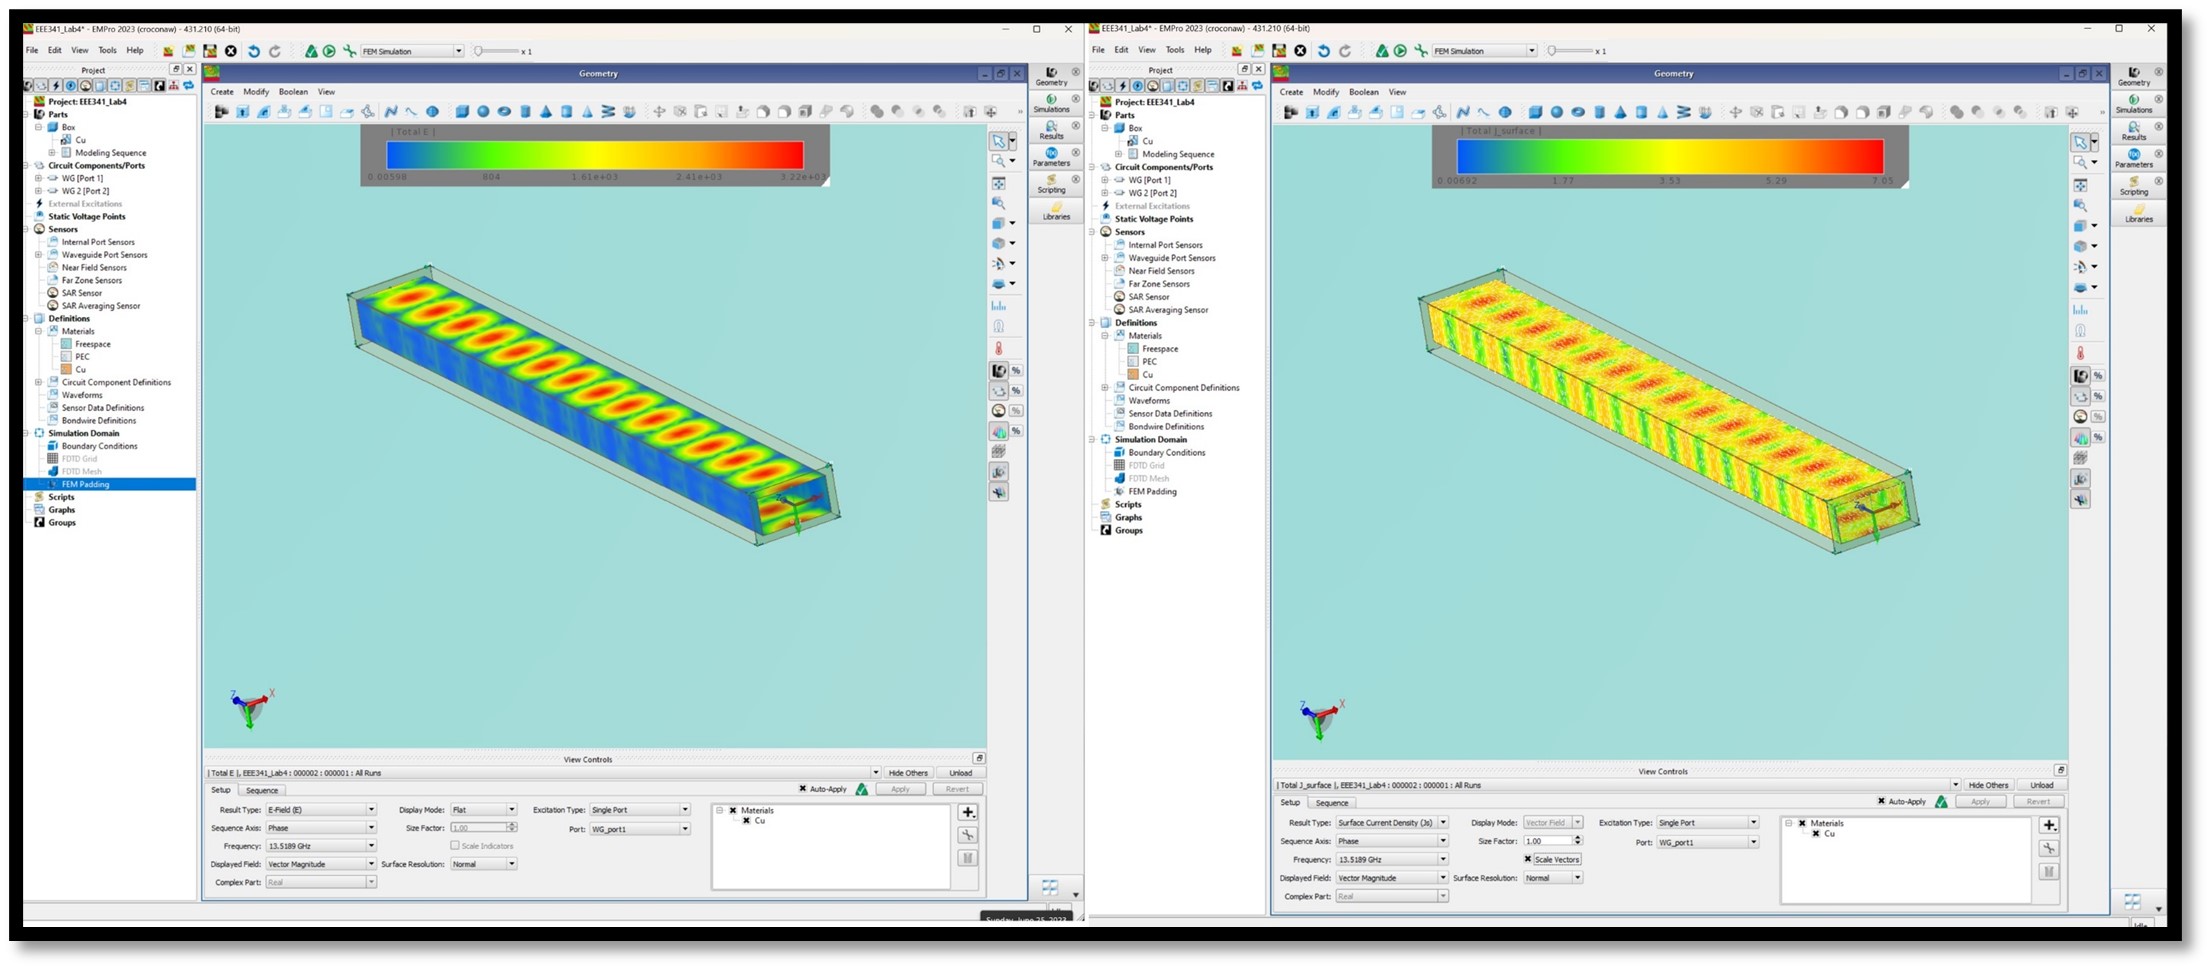 EEE341_Lab4* - EMPro 2023 (croconaw) - 431.210 (64-bit)
File Edit View Tools Help
FEM Simulation
x 1
Project
Geometry
Create Modify Boolean View
Project: EEE341_Lab4
Parts
Box
Cu
Modeling Sequence
Circuit Components/Ports
WG [Port 1]
WG 2 [Port 2]
External Excitations
Static Voltage Points
Sensors
Internal Port Sensors
Waveguide Port Sensors
Near Field Sensors
Far Zone Sensors
SAR Sensor
SAR Averaging Sensor
Definitions
Materials
Freespace
PEC
Cu
Circuit Component Definitions
Waveforms
Sensor Data Definitions
Bondwire Definitions
Simulation Domain
Boundary Conditions
FDTD Grid
FDTD Mesh
FEM Padding
Scripts
Graphs
Groups
| Total E |
0.00598 804 1.61e+03 2.41e+03 3.22e+03
Z X
Geometry
Simulations
Results
Parameters
Scripting
Libraries
View Controls
| Total E |, EEE341_Lab4 : 000002 : 000001 : All Runs
Hide Others Unload
Setup Sequence
Auto-Apply Apply Revert
Result Type: E-Field (E) Display Mode: Flat Excitation Type: Single Port
Sequence Axis: Phase Size Factor: 1.00 Port: WG_port1
Frequency: 13.5189 GHz Scale Indicators
Displayed Field: Vector Magnitude Surface Resolution: Normal
Complex Part: Real
Materials
Cu
Sunday, June 25, 2023
EEE341_Lab4* - EMPro 2023 (croconaw) - 431.210 (64-bit)
File Edit View Tools Help
FEM Simulation
x 1
Project
Geometry
Create Modify Boolean View
Project: EEE341_Lab4
Parts
Box
Cu
Modeling Sequence
Circuit Components/Ports
WG [Port 1]
WG 2 [Port 2]
External Excitations
Static Voltage Points
Sensors
Internal Port Sensors
Waveguide Port Sensors
Near Field Sensors
Far Zone Sensors
SAR Sensor
SAR Averaging Sensor
Definitions
Materials
Freespace
PEC
Cu
Circuit Component Definitions
Waveforms
Sensor Data Definitions
Bondwire Definitions
Simulation Domain
Boundary Conditions
FDTD Grid
FDTD Mesh
FEM Padding
Scripts
Graphs
Groups
| Total J_surface |
0.00692 1.77 3.53 5.29 7.05
Z X
Geometry
Simulations
Results
Parameters
Scripting
Libraries
View Controls
| Total J_surface |, EEE341_Lab4 : 000002 : 000001 : All Runs
Hide Others Unload
Setup Sequence
Auto-Apply Apply Revert
Result Type: Surface Current Density (Js) Display Mode: Vector Field Excitation Type: Single Port
Sequence Axis: Phase Size Factor: 1.00 Port: WG_port1
Frequency: 13.5189 GHz Scale Vectors
Displayed Field: Vector Magnitude Surface Resolution: Normal
Complex Part: Real
Materials
Cu